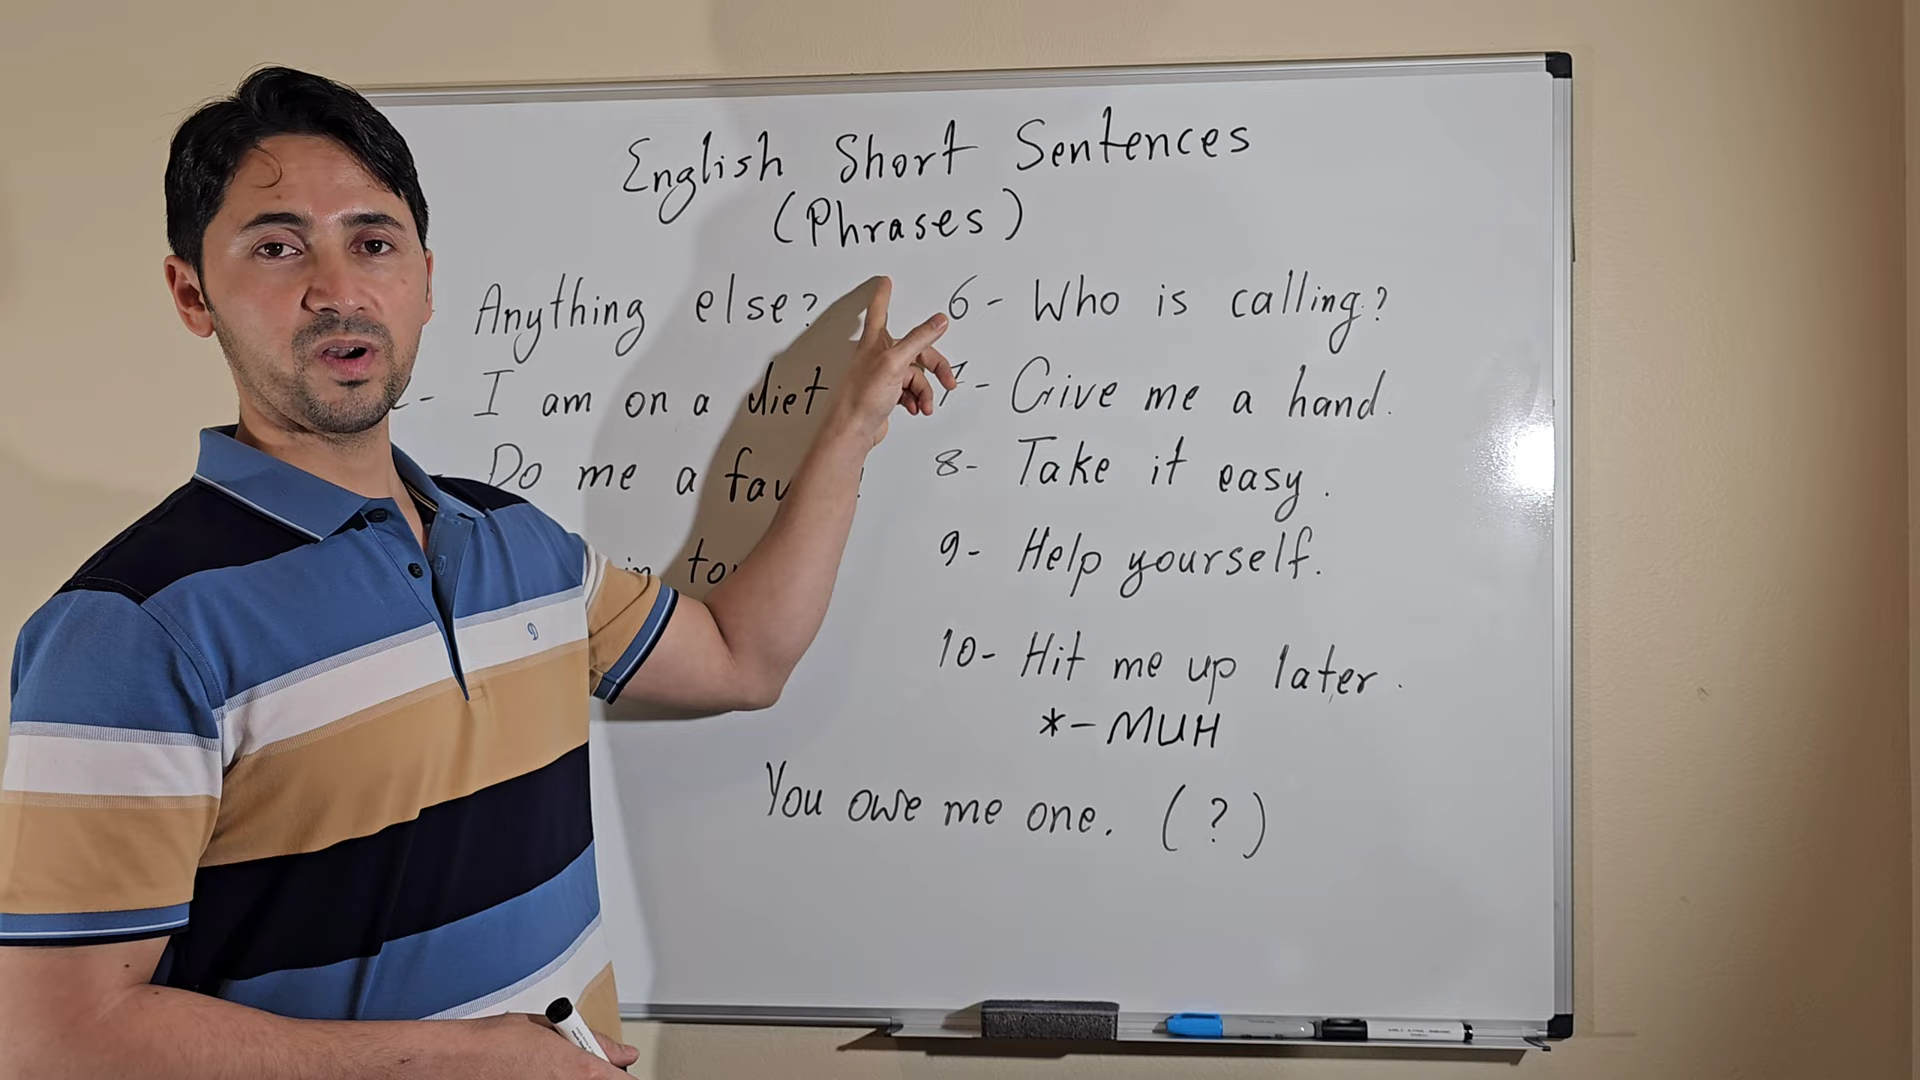 English Short Sentences
(Phrases)
Anything else?
I am on a diet
Do me a
in
6- Who is calling?
7- Give me a hand.
8- Take it easy.
9- Help yourself.
10- Hit me up later.
*- MUH
You owe me one. (?)